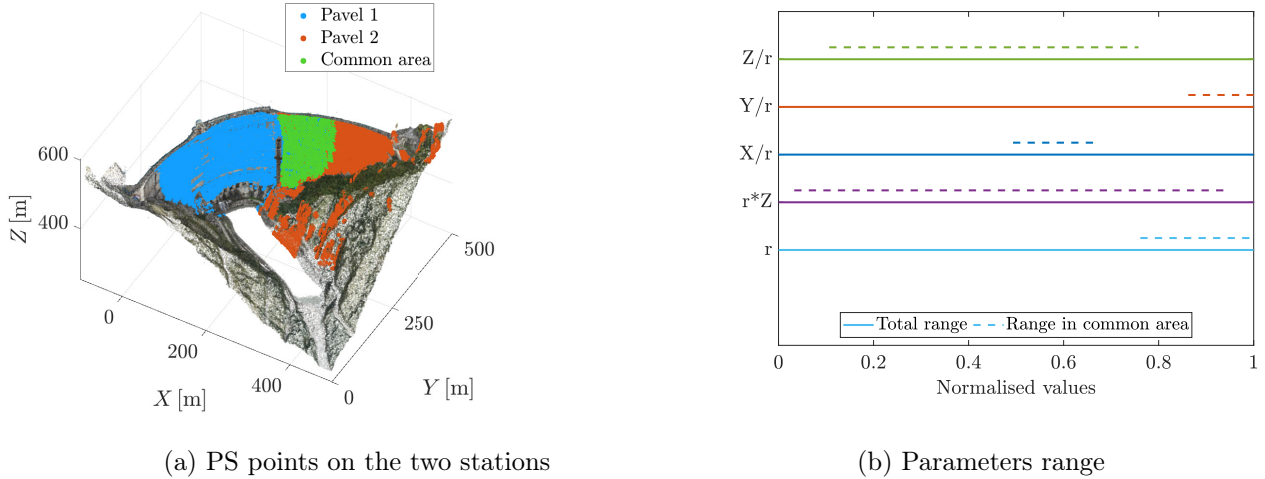 Pavel 1
Pavel 2
Common area
600
400
Z [m]
0
200
400
X [m]
0
250
500
Y [m]
(a) PS points on the two stations
Z/r
Y/r
X/r
r*Z
r
Total range
Range in common area
0
0.2
0.4
0.6
0.8
1
Normalised values
(b) Parameters range